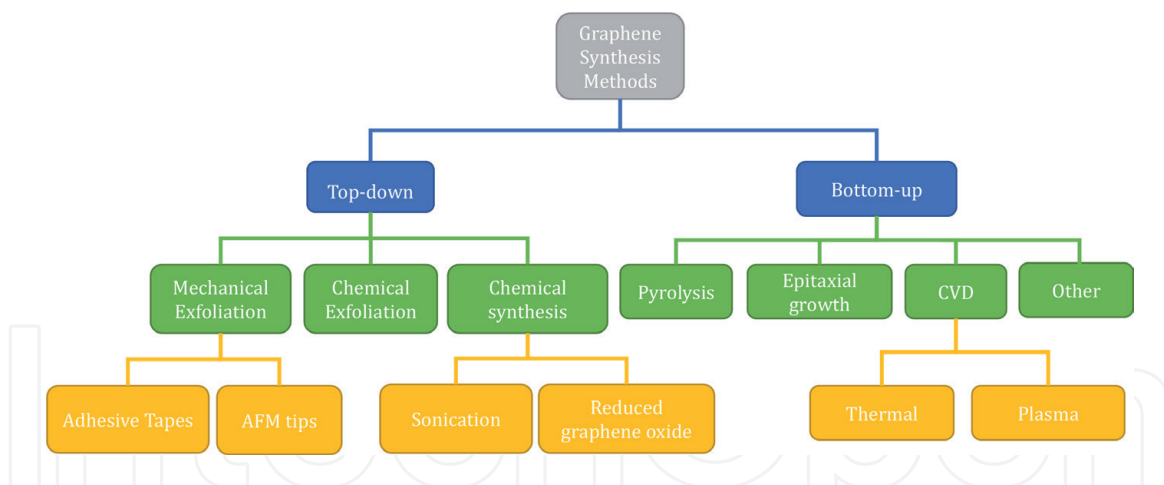 Graphene
Synthesis
Methods
Top-down
Bottom-up
Mechanical
Exfoliation
Chemical
Exfoliation
Chemical
synthesis
Pyrolysis
Epitaxial
growth
CVD
Other
Adhesive Tapes
AFM tips
Sonication
Reduced
graphene oxide
Thermal
Plasma